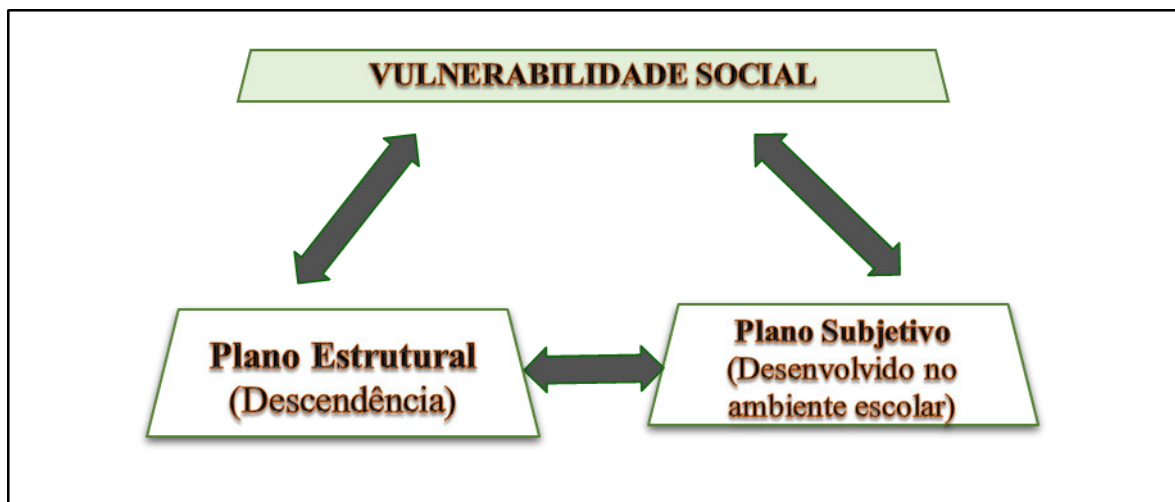 VULNERABILIDADE SOCIAL
Plano Estrutural
(Descendência)
Plano Subjetivo
(Desenvolvido no
ambiente escolar)